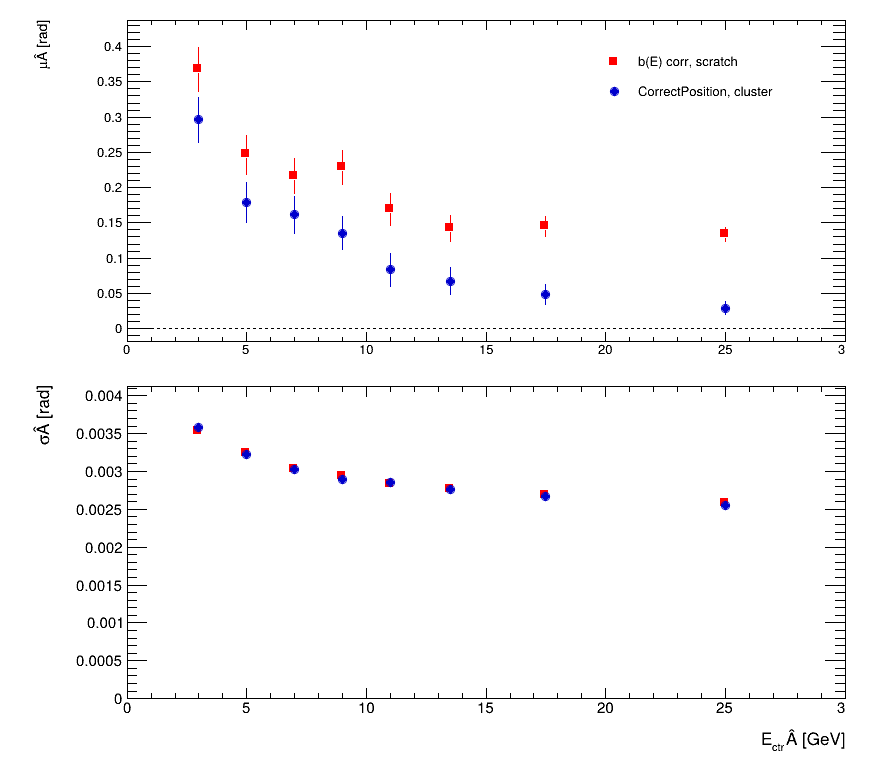 μÂ [rad]
0.4
0.35
0.3
0.25
0.2
0.15
0.1
0.05
0
b(E) corr, scratch
CorrectPosition, cluster
0 5 10 15 20 25 3
σÂ [rad]
0.004
0.0035
0.003
0.0025
0.002
0.0015
0.001
0.0005
0
0 5 10 15 20 25 3
E_ctr Â [GeV]